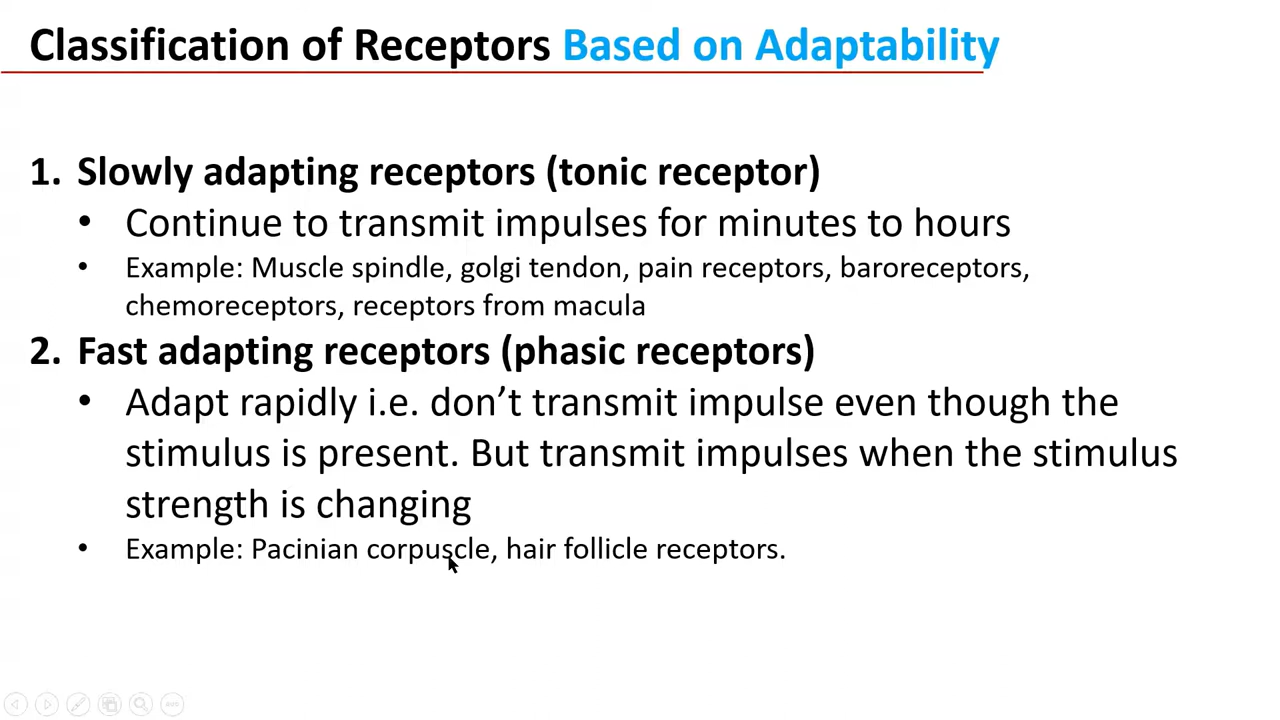 Classification of Receptors Based on Adaptability
1. Slowly adapting receptors (tonic receptor)
• Continue to transmit impulses for minutes to hours
• Example: Muscle spindle, golgi tendon, pain receptors, baroreceptors,
chemoreceptors, receptors from macula
2. Fast adapting receptors (phasic receptors)
• Adapt rapidly i.e. don’t transmit impulse even though the
stimulus is present. But transmit impulses when the stimulus
strength is changing
• Example: Pacinian corpuscle, hair follicle receptors.